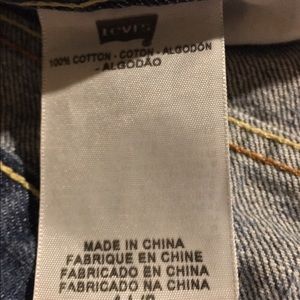 Levi's
100% COTTON - COTON - ALGODÓN
- ALGODÃO
MADE IN CHINA
FABRIQUE EN CHINE
FABRICADO EN CHINA
FABRICADO NA CHINA